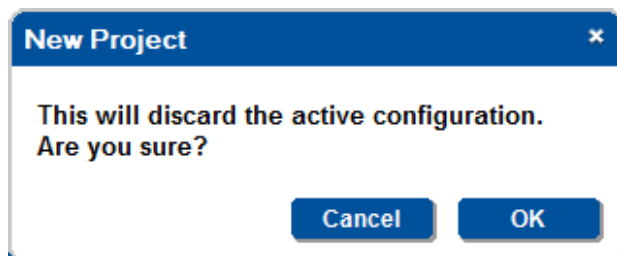 New Project
This will discard the active configuration.
Are you sure?
Cancel OK